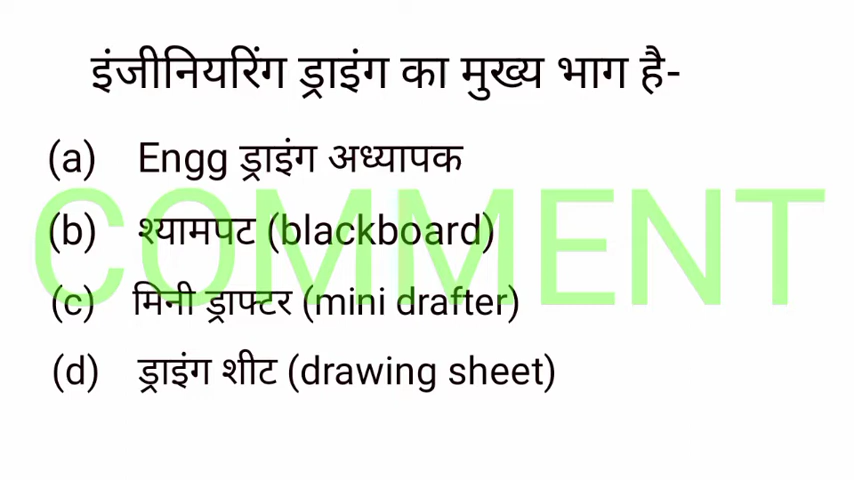 इंजीनियरिंग ड्राइंग का मुख्य भाग है-
(a) Engg ड्राइंग अध्यापक
(b) श्यामपट (blackboard)
(c) मिनी ड्राफ्टर (mini drafter)
(d) ड्राइंग शीट (drawing sheet)
COMMENT